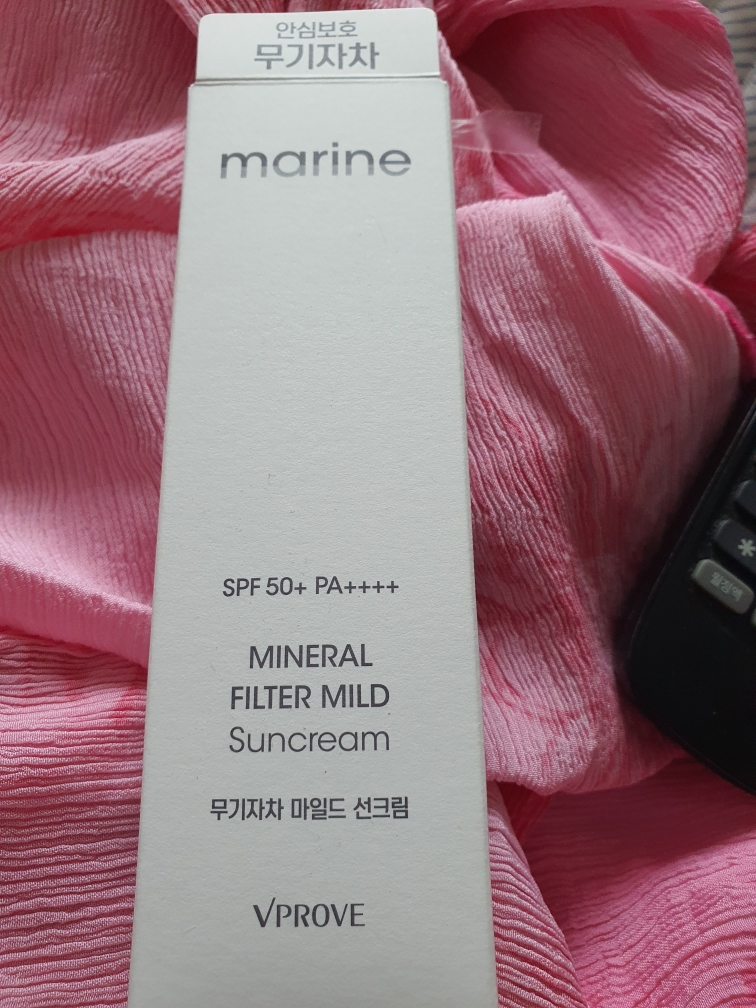 안심보호
무기자차
marine
SPF 50+ PA++++
MINERAL
FILTER MILD
Suncream
무기자차 마일드 선크림
VPROVE
*